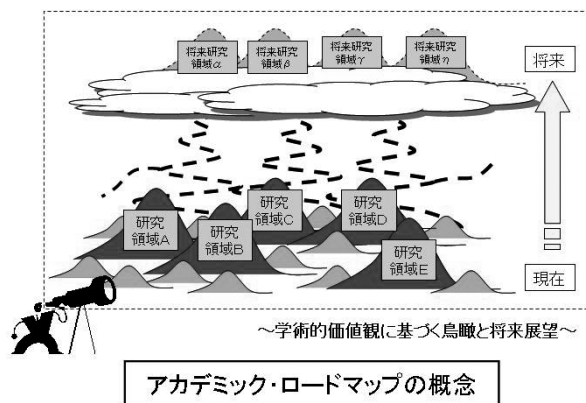 将来研究
領域α
将来研究
領域β
将来研究
領域γ
将来研究
領域η
将来
研究
領域A
研究
領域B
研究
領域C
研究
領域D
研究
領域E
現在
～学術的価値観に基づく鳥瞰と将来展望～
アカデミック・ロードマップの概念